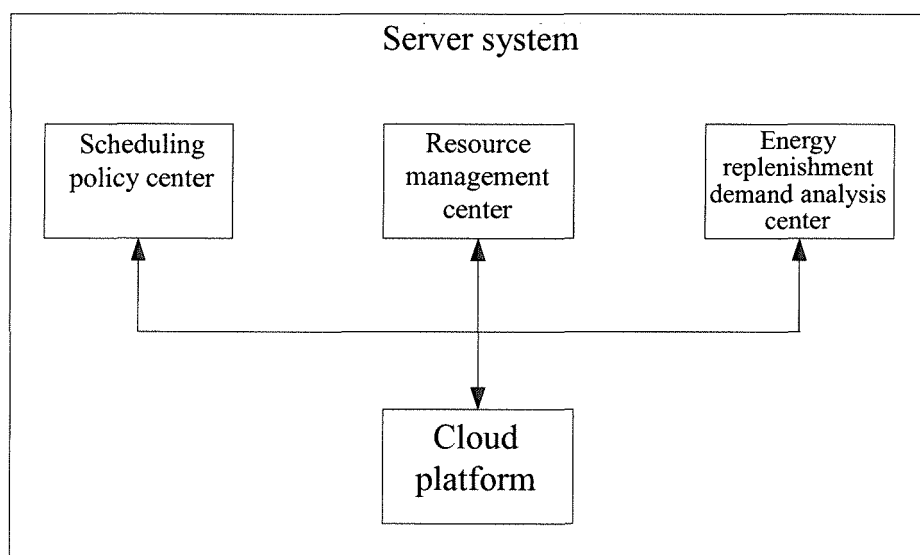 Server system
Scheduling
policy center
Resource
management
center
Energy
replenishment
demand analysis
center
Cloud
platform